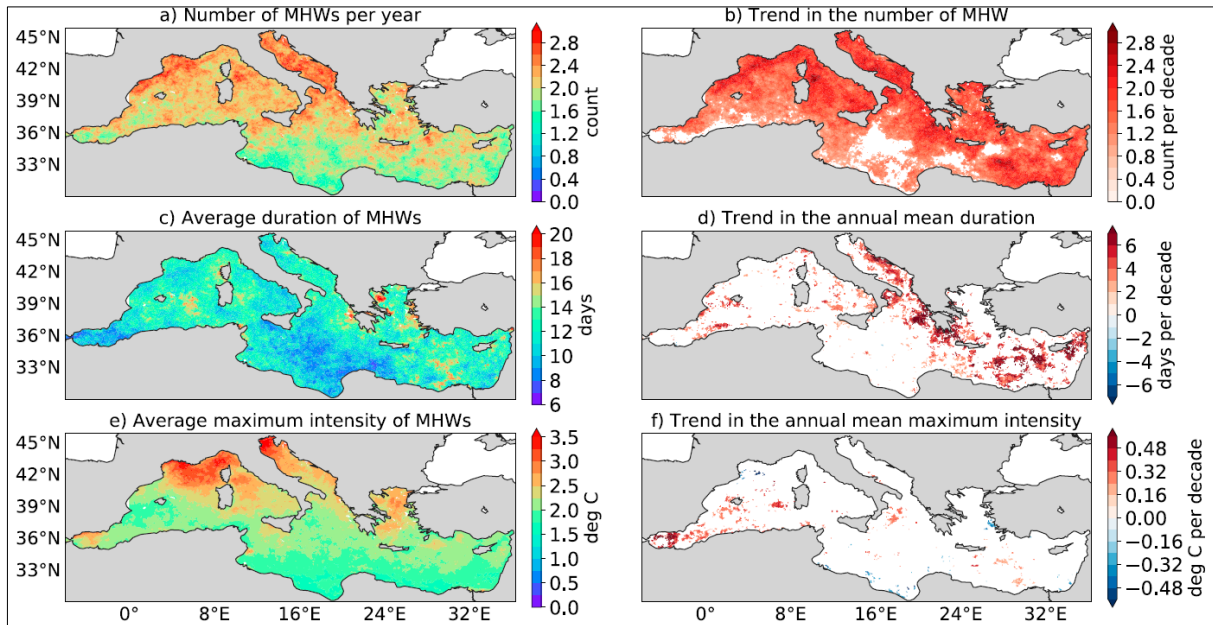 a) Number of MHWs per year
b) Trend in the number of MHW
45°N
42°N
39°N
36°N
33°N
2.8
2.4
2.0
1.6
1.2
0.8
0.4
0.0
count
2.8
2.4
2.0
1.6
1.2
0.8
0.4
0.0
count per decade
c) Average duration of MHWs
d) Trend in the annual mean duration
45°N
42°N
39°N
36°N
33°N
20
18
16
14
12
10
8
6
days
6
4
2
0
−2
−4
−6
days per decade
e) Average maximum intensity of MHWs
f) Trend in the annual mean maximum intensity
45°N
42°N
39°N
36°N
33°N
3.5
3.0
2.5
2.0
1.5
1.0
0.5
0.0
deg C
0.48
0.32
0.16
0.00
−0.16
−0.32
−0.48
deg C per decade
0° 8°E 16°E 24°E 32°E
0° 8°E 16°E 24°E 32°E